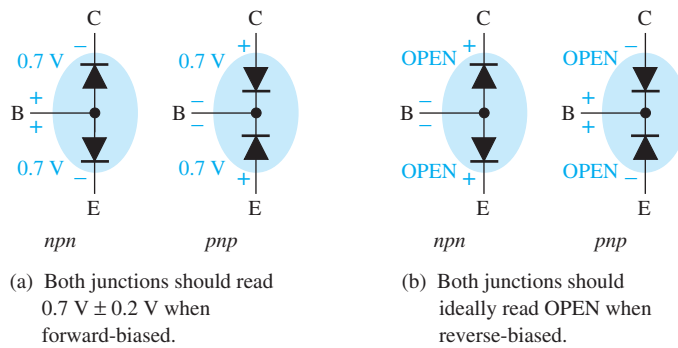 C
C
C
C
−
+
+
−
0.7 V
0.7 V
OPEN
OPEN
+
−
−
+
B
B
B
B
+
−
−
+
0.7 V
0.7 V
OPEN
OPEN
−
+
+
−
E
E
E
E
npn
pnp
npn
pnp
(a) Both junctions should read
0.7 V ± 0.2 V when
forward-biased.
(b) Both junctions should
ideally read OPEN when
reverse-biased.